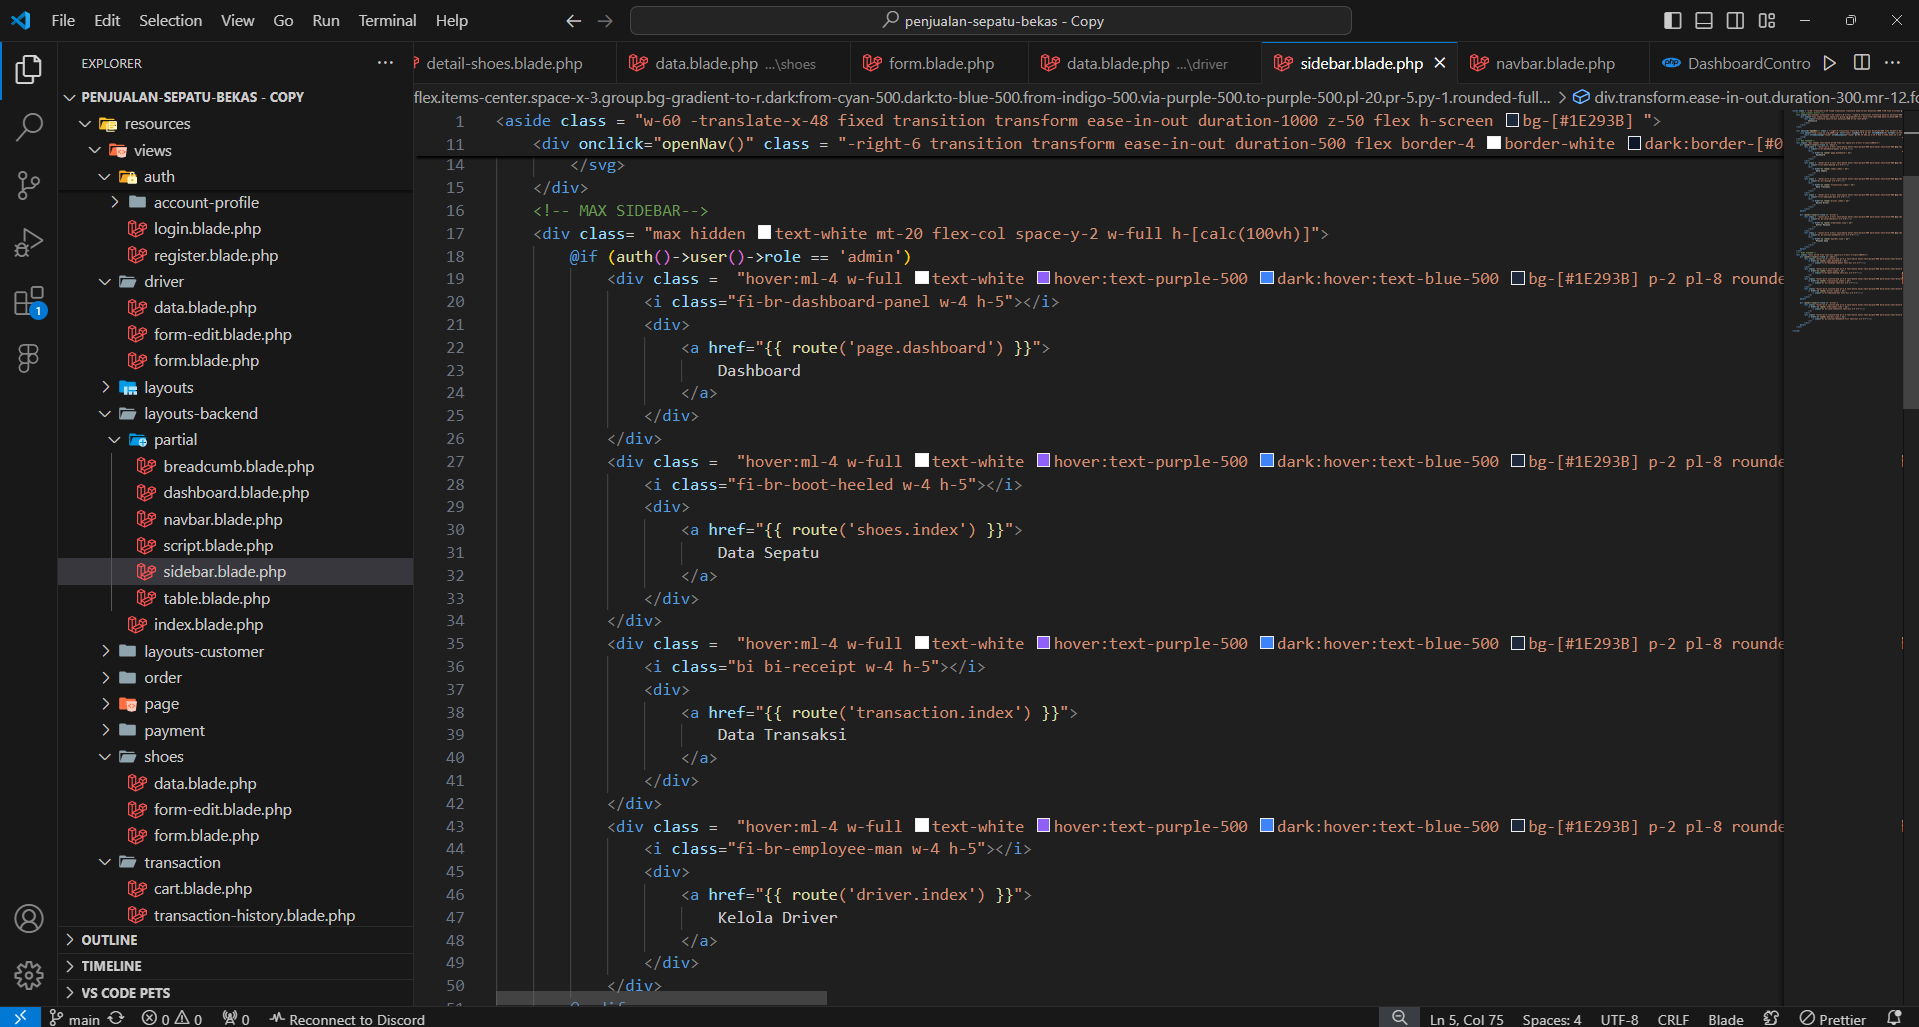 File Edit Selection View Go Run Terminal Help
penjualan-sepatu-bekas - Copy
EXPLORER
PENJUALAN-SEPATU-BEKAS - COPY
resources
views
auth
account-profile
login.blade.php
register.blade.php
driver
data.blade.php
form-edit.blade.php
form.blade.php
layouts
layouts-backend
partial
breadcumb.blade.php
dashboard.blade.php
navbar.blade.php
script.blade.php
sidebar.blade.php
table.blade.php
index.blade.php
layouts-customer
order
page
payment
shoes
data.blade.php
form-edit.blade.php
form.blade.php
transaction
cart.blade.php
transaction-history.blade.php
OUTLINE
TIMELINE
VS CODE PETS
1
detail-shoes.blade.php data.blade.php ...\shoes form.blade.php data.blade.php ...\driver sidebar.blade.php navbar.blade.php php DashboardContro
flex.items-center.space-x-3.group.bg-gradient-to-r.dark:from-cyan-500.dark:to-blue-500.from-indigo-500.via-purple-500.to-purple-500.pl-20.pr-5.py-1.rounded-full... > div.transform.ease-in-out.duration-300.mr-12.fo
1 <aside class = "w-60 -translate-x-48 fixed transition transform ease-in-out duration-1000 z-50 flex h-screen bg-[#1E293B] ">
11 <div onclick="openNav()" class = "-right-6 transition transform ease-in-out duration-500 flex border-4 border-white dark:border-[#0
14 </svg>
15 </div>
16 <!-- MAX SIDEBAR-->
17 <div class= "max hidden text-white mt-20 flex-col space-y-2 w-full h-[calc(100vh)]">
18 @if (auth()->user()->role == 'admin')
19 <div class =  "hover:ml-4 w-full text-white hover:text-purple-500 dark:hover:text-blue-500 bg-[#1E293B] p-2 pl-8 rounde
20 <i class="fi-br-dashboard-panel w-4 h-5"></i>
21 <div>
22 <a href="{{ route('page.dashboard') }}">
23 Dashboard
24 </a>
25 </div>
26 </div>
27 <div class =  "hover:ml-4 w-full text-white hover:text-purple-500 dark:hover:text-blue-500 bg-[#1E293B] p-2 pl-8 rounde
28 <i class="fi-br-boot-heeled w-4 h-5"></i>
29 <div>
30 <a href="{{ route('shoes.index') }}">
31 Data Sepatu
32 </a>
33 </div>
34 </div>
35 <div class =  "hover:ml-4 w-full text-white hover:text-purple-500 dark:hover:text-blue-500 bg-[#1E293B] p-2 pl-8 rounde
36 <i class="bi bi-receipt w-4 h-5"></i>
37 <div>
38 <a href="{{ route('transaction.index') }}">
39 Data Transaksi
40 </a>
41 </div>
42 </div>
43 <div class =  "hover:ml-4 w-full text-white hover:text-purple-500 dark:hover:text-blue-500 bg-[#1E293B] p-2 pl-8 rounde
44 <i class="fi-br-employee-man w-4 h-5"></i>
45 <div>
46 <a href="{{ route('driver.index') }}">
47 Kelola Driver
48 </a>
49 </div>
50 </div>
main 0 0 0 Reconnect to Discord Ln 5, Col 75 Spaces: 4 UTF-8 CRLF Blade Prettier